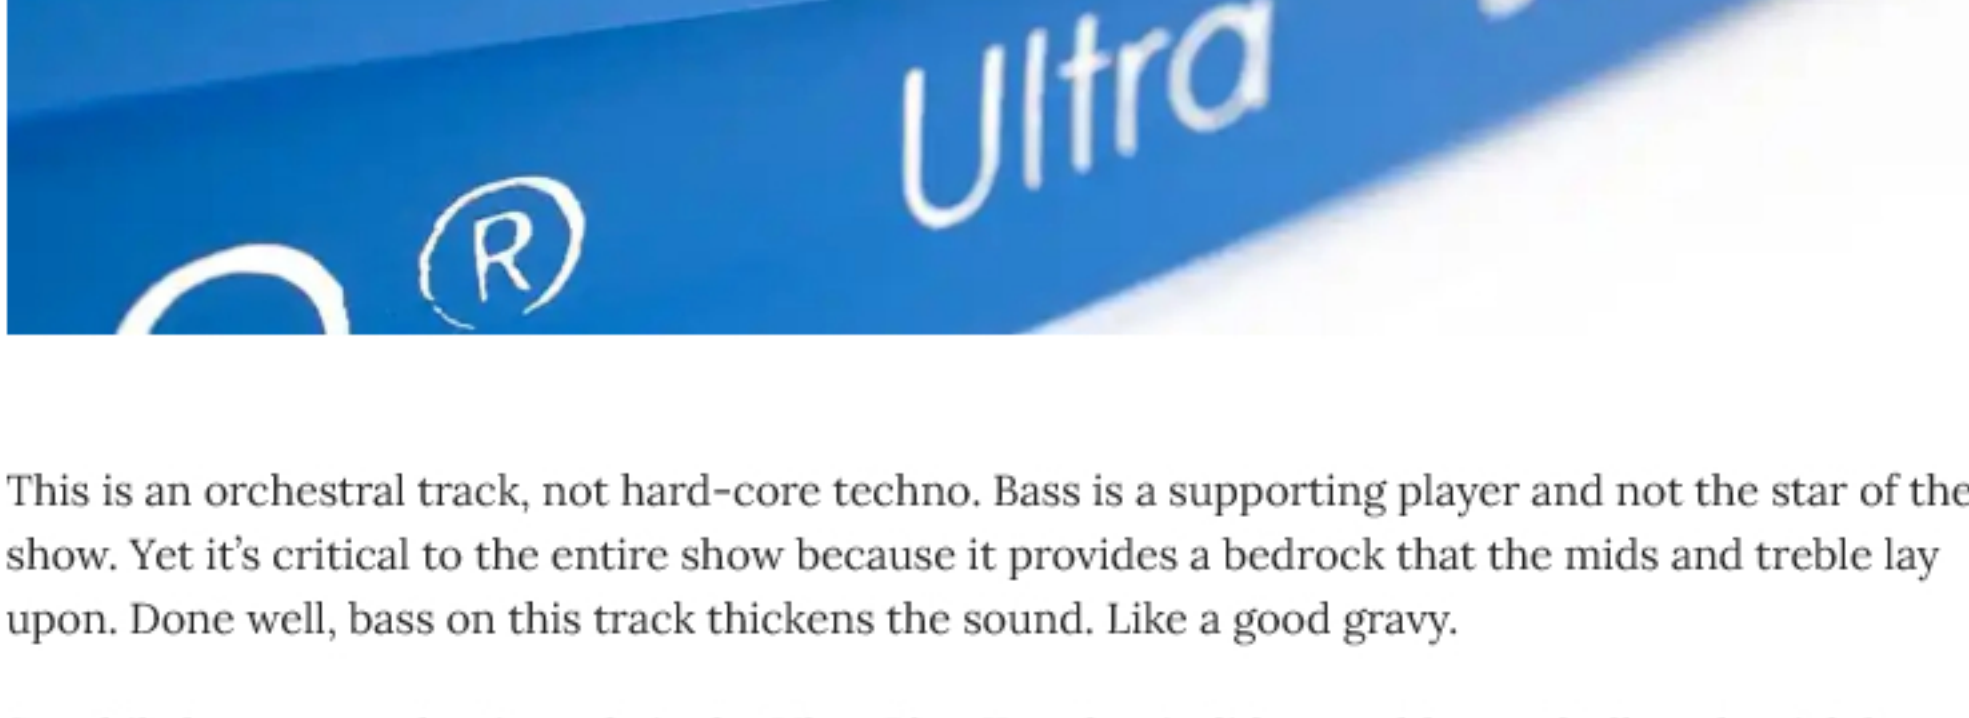 Ultra
®
This is an orchestral track, not hard-core techno. Bass is a supporting player and not the star of the
show. Yet it’s critical to the entire show because it provides a bedrock that the mids and treble lay
upon. Done well, bass on this track thickens the sound. Like a good gravy.